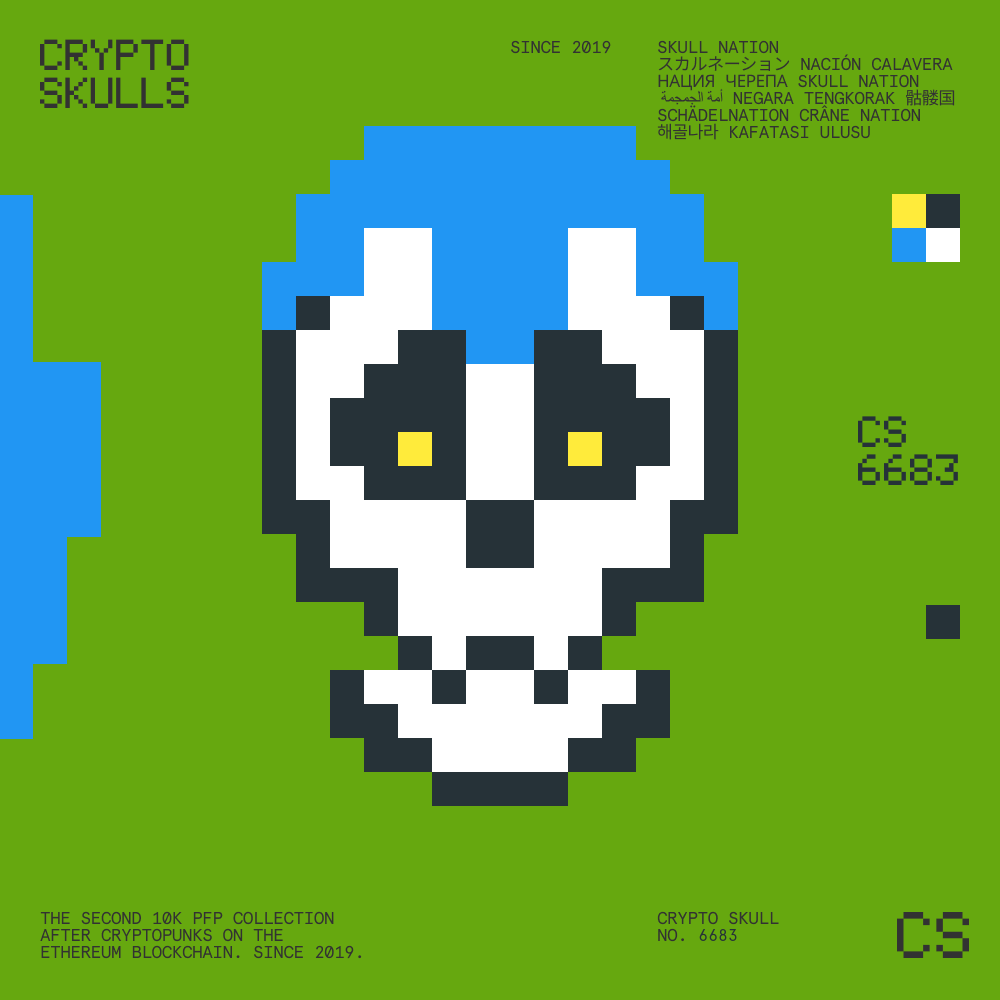 CRYPTO
SKULLS
SINCE 2019
SKULL NATION
スカルネーション NACIÓN CALAVERA
НАЦИЯ ЧЕРЕПА SKULL NATION
أمة الجمجمة NEGARA TENGKORAK 骷髅国
SCHÄDELNATION CRÂNE NATION
해골나라 KAFATASI ULUSU
CS
6683
THE SECOND 10K PFP COLLECTION
AFTER CRYPTOPUNKS ON THE
ETHEREUM BLOCKCHAIN. SINCE 2019.
CRYPTO SKULL
NO. 6683
CS